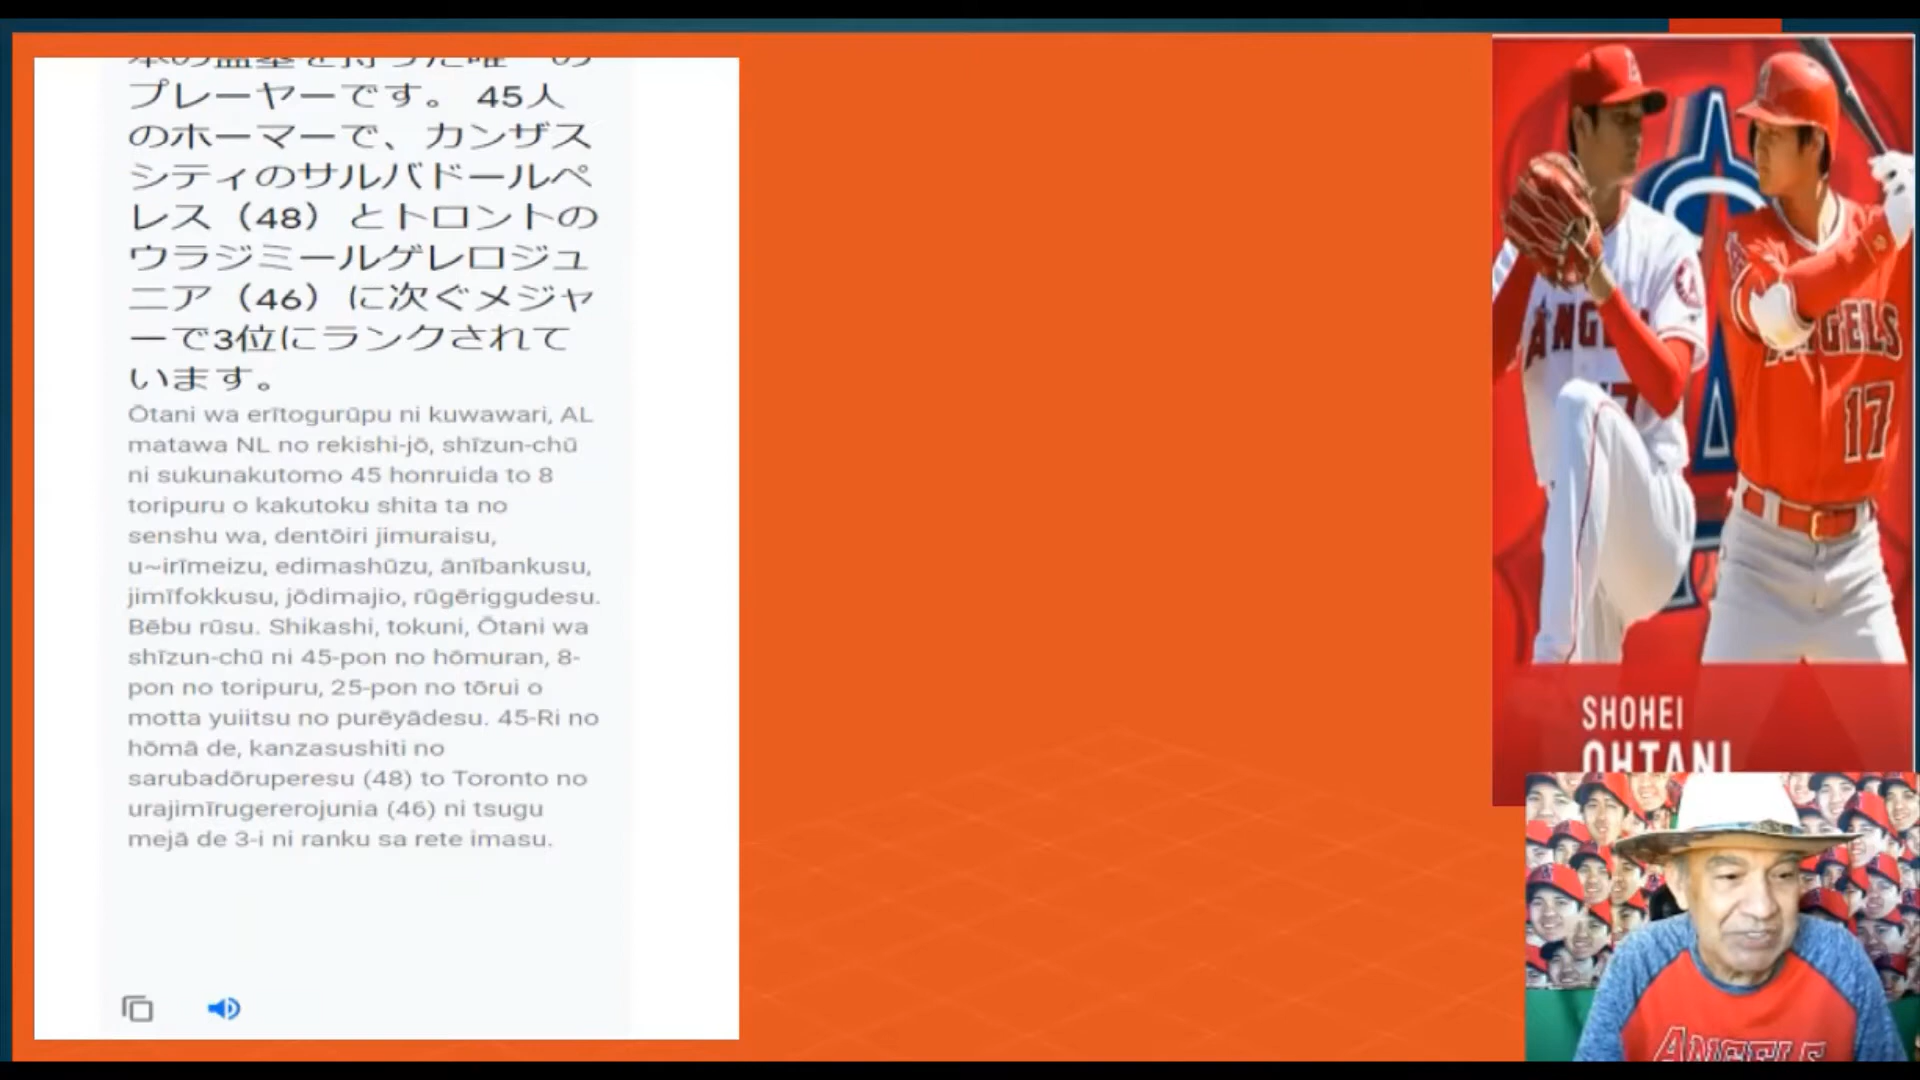 プレーヤーです。 45人
のホーマーで、カンザス
シティのサルバドールペ
レス（48）とトロントの
ウラジミールゲレロジュ
ニア（46）に次ぐメジャ
ーで3位にランクされて
います。
Ōtani wa erītogurūpu ni kuwawari, AL
matawa NL no rekishi-jō, shīzun-chū
ni sukunakutomo 45 honruida to 8
toripuru o kakutoku shita ta no
senshu wa, dentōiri jimuraisu,
u~irīmeizu, edimashūzu, ānībankusu,
jimīfokkusu, jōdimajio, rūgēriggudesu.
Bēbu rūsu. Shikashi, tokuni, Ōtani wa
shīzun-chū ni 45-pon no hōmuran, 8-
pon no toripuru, 25-pon no tōrui o
motta yuiitsu no purēyādesu. 45-Ri no
hōmā de, kanzasushiti no
sarubadōruperesu (48) to Toronto no
urajimīrugererojunia (46) ni tsugu
mejā de 3-i ni ranku sa rete imasu.
ANGELS
17
SHOHEI
OHTANI
ANGELS